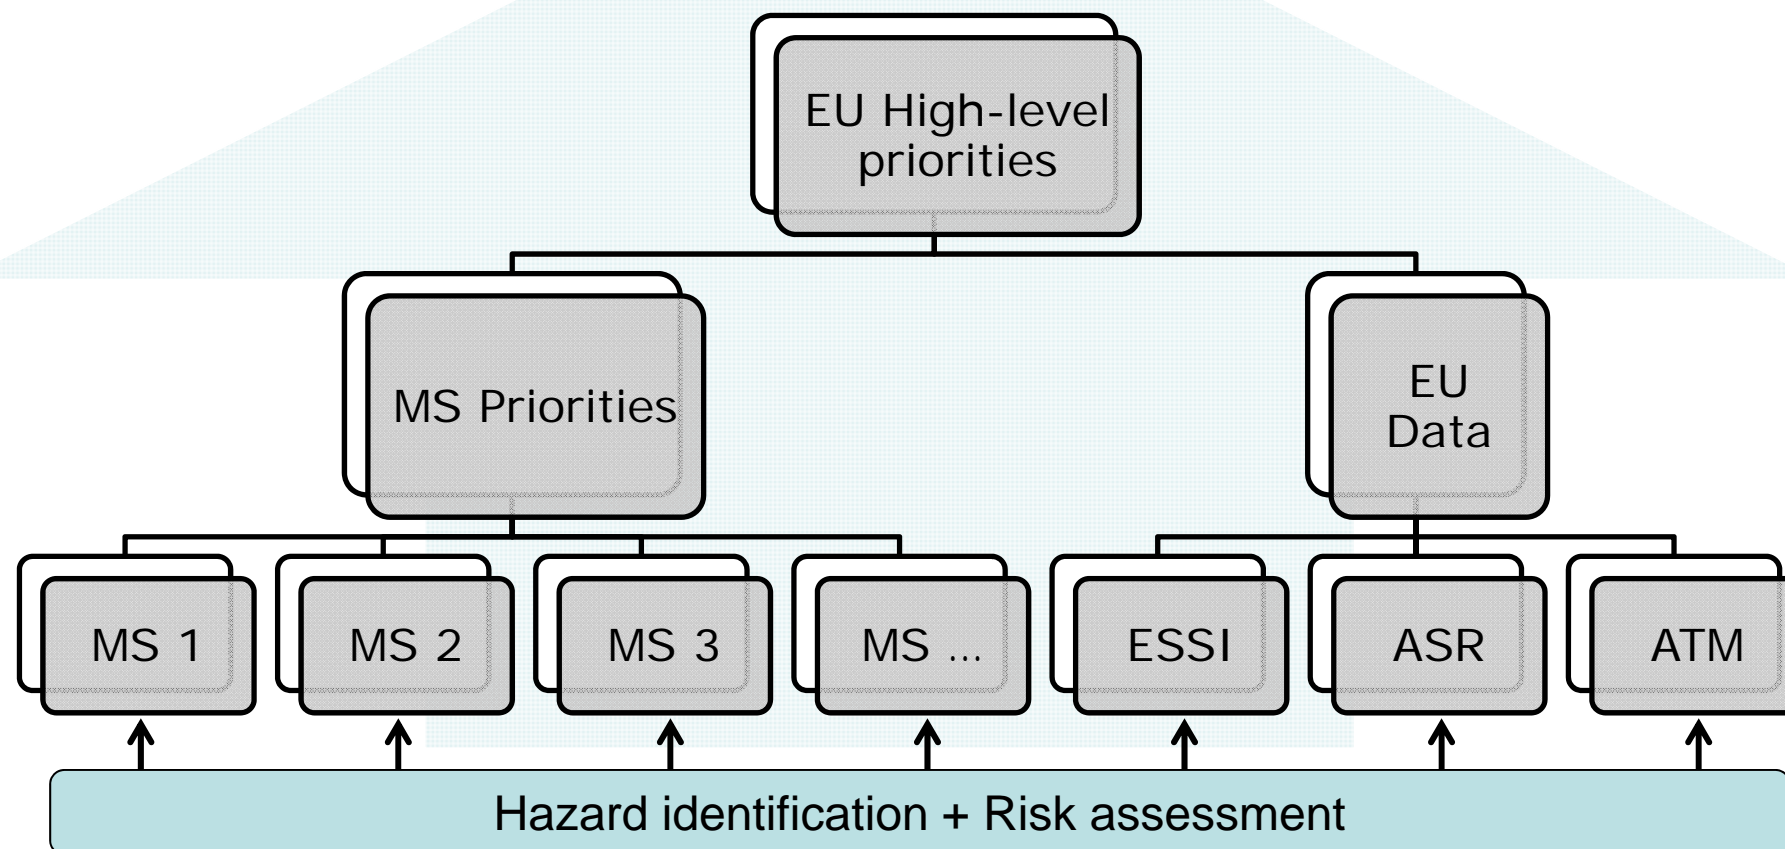 EU High-level
priorities
MS Priorities
EU
Data
MS 1
MS 2
MS 3
MS ...
ESSI
ASR
ATM
Hazard identification + Risk assessment